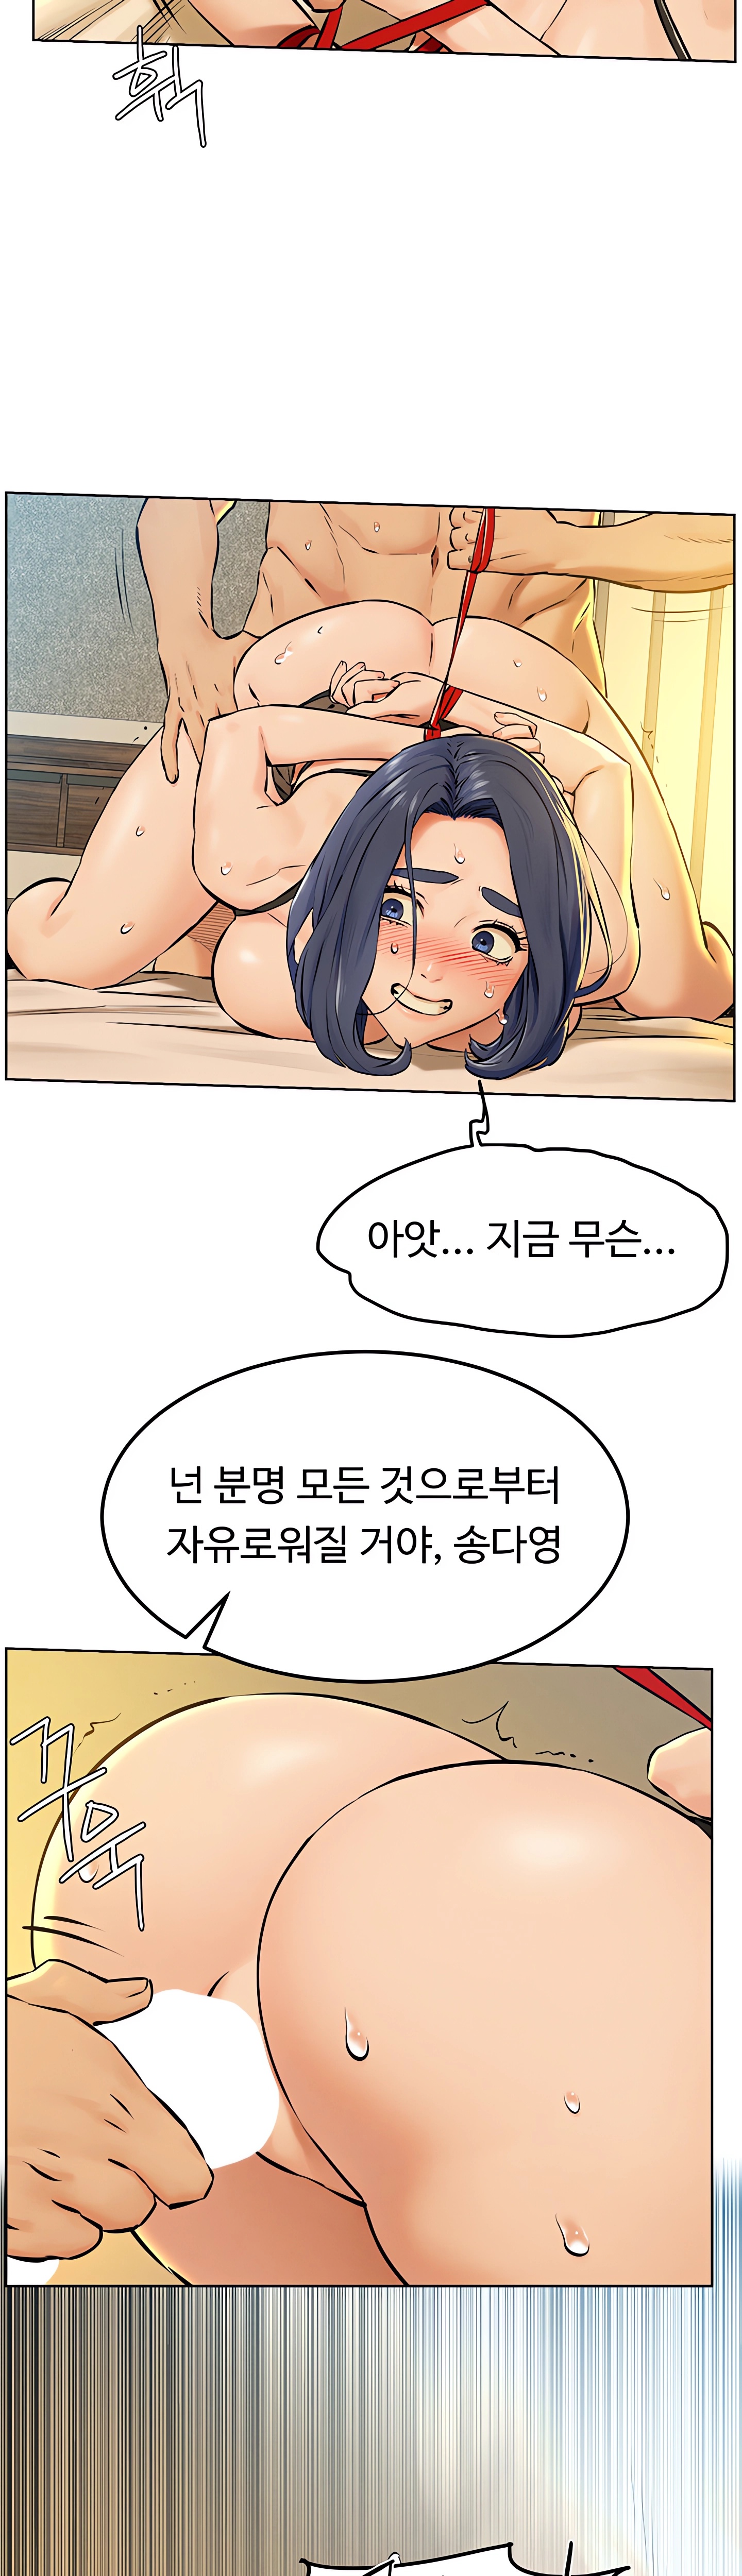 휙
아앗... 지금 무슨...
넌 분명 모든 것으로부터
자유로워질 거야, 송다영
꾸욱